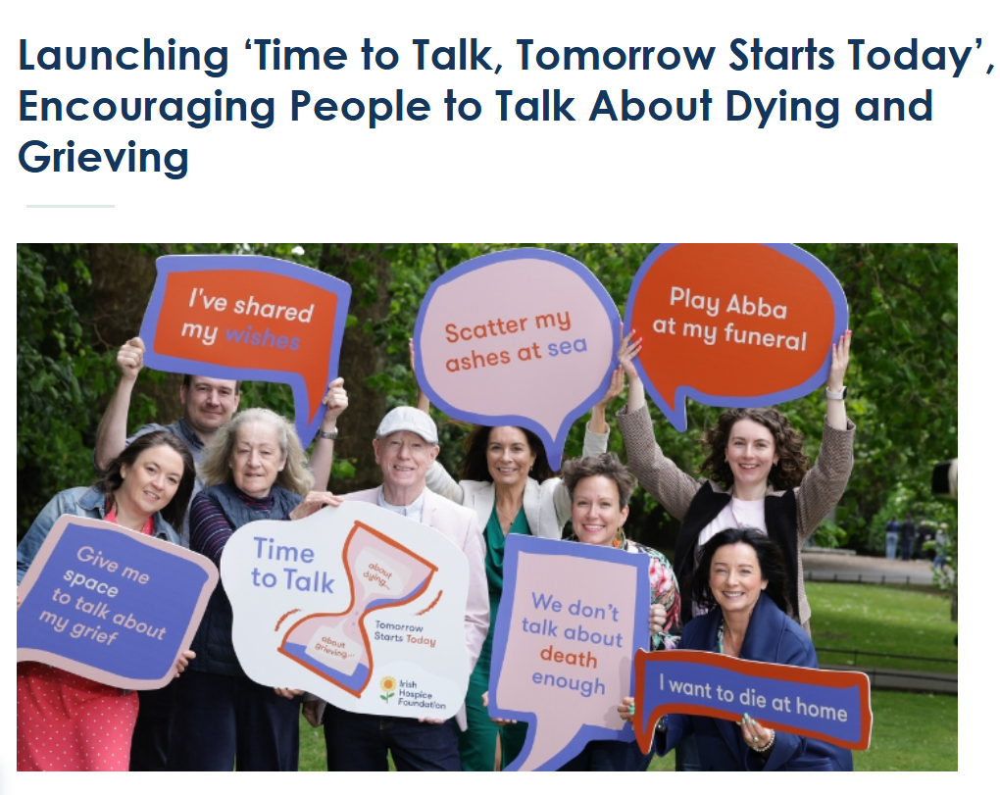 Launching ‘Time to Talk, Tomorrow Starts Today’,
Encouraging People to Talk About Dying and
Grieving
I've shared
my wishes
Scatter my
ashes at sea
Play Abba
at my funeral
Give me
space
to talk about
my grief
Time
to Talk
about
dying...
about
grieving...
Tomorrow
Starts Today
Irish
Hospice
Foundation
We don't
talk about
death
enough
I want to die at home